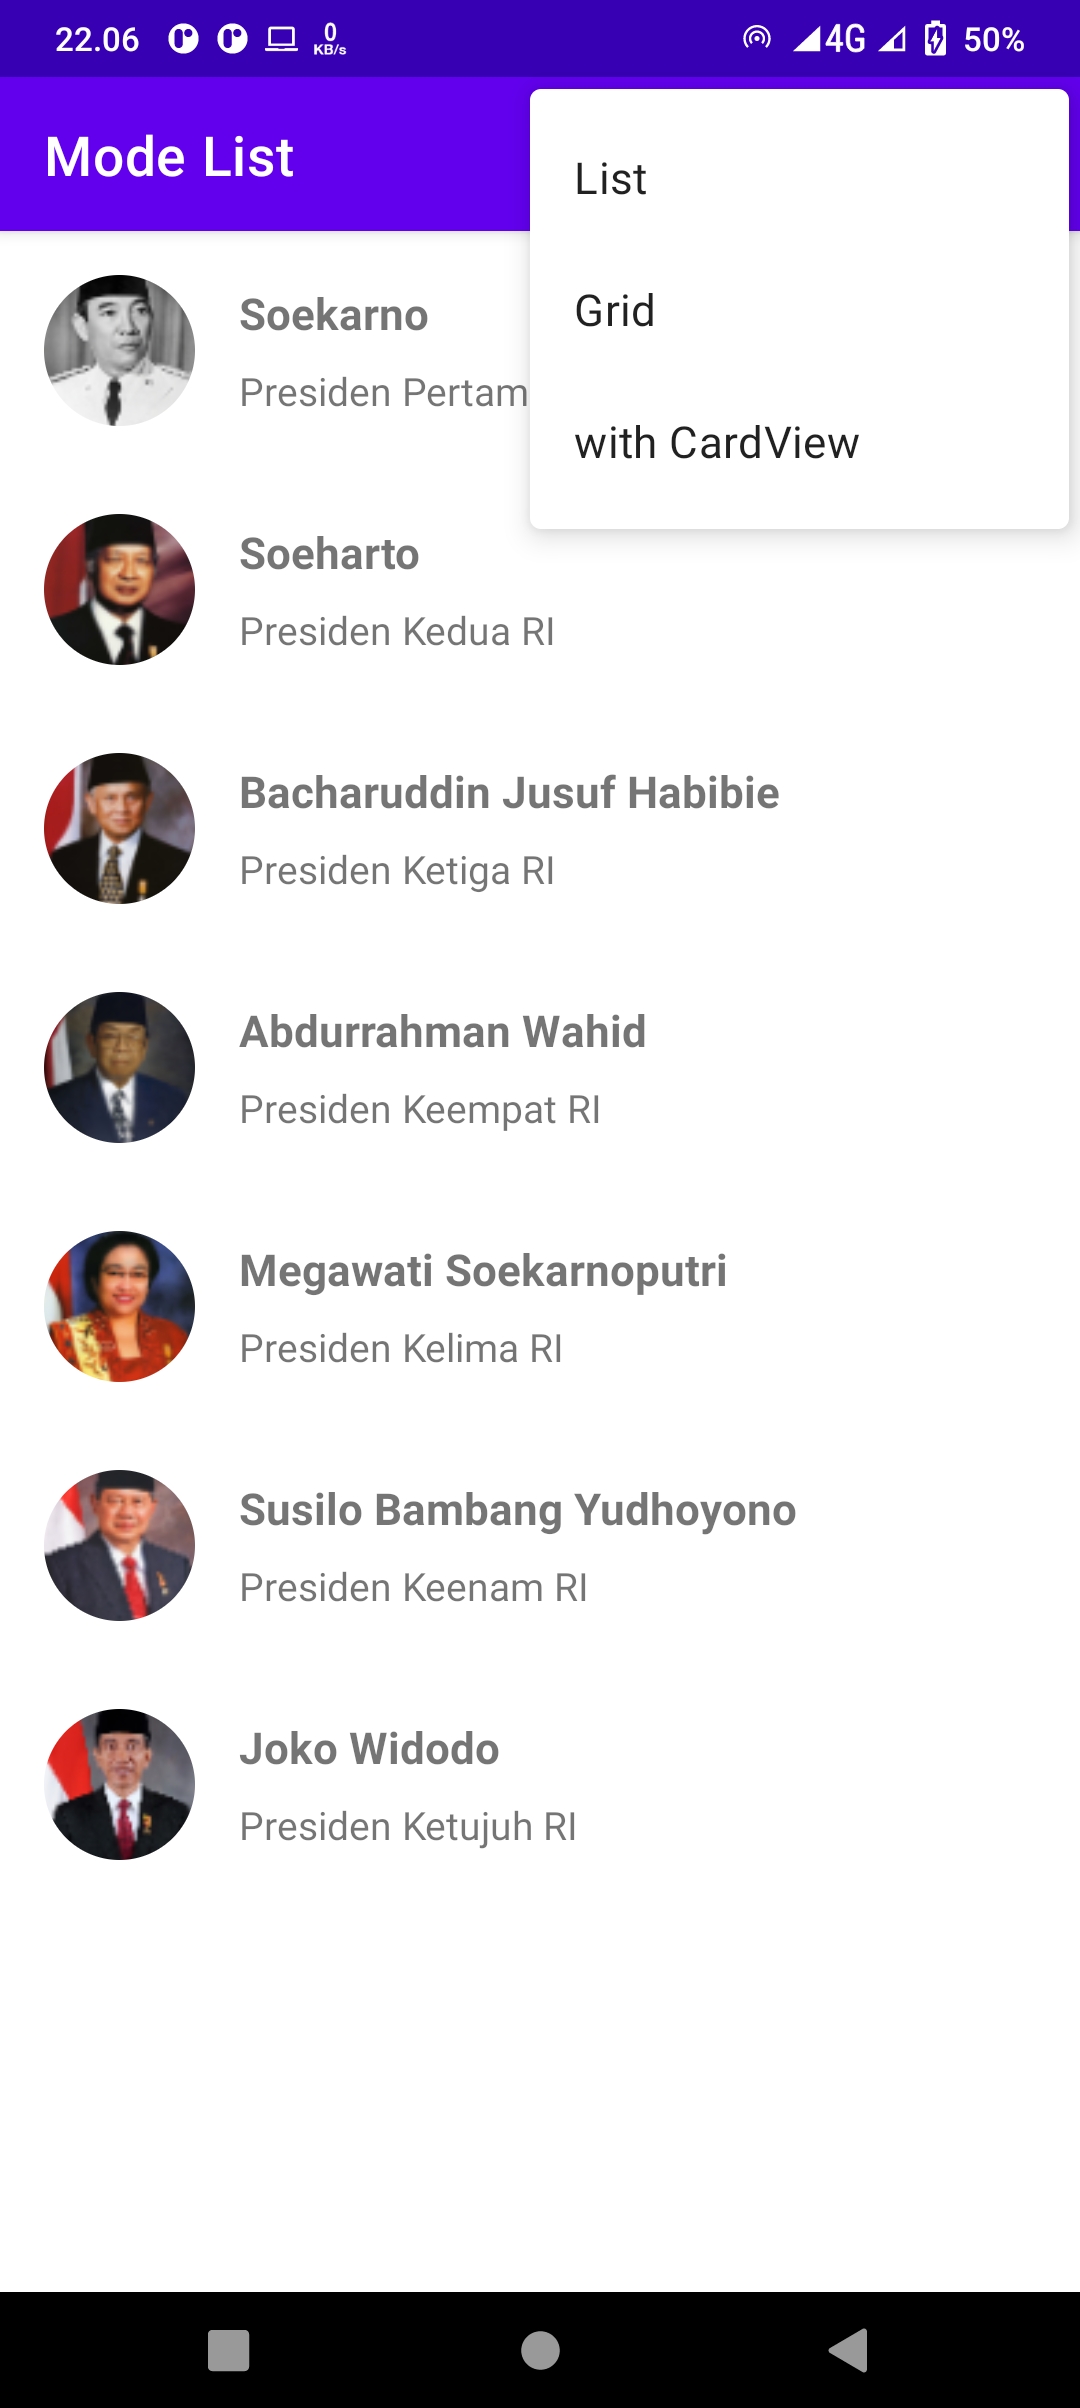 22.06 0 KB/s 4G 50%
Mode List
List
Grid
with CardView
Soekarno
Presiden Pertam
Soeharto
Presiden Kedua RI
Bacharuddin Jusuf Habibie
Presiden Ketiga RI
Abdurrahman Wahid
Presiden Keempat RI
Megawati Soekarnoputri
Presiden Kelima RI
Susilo Bambang Yudhoyono
Presiden Keenam RI
Joko Widodo
Presiden Ketujuh RI